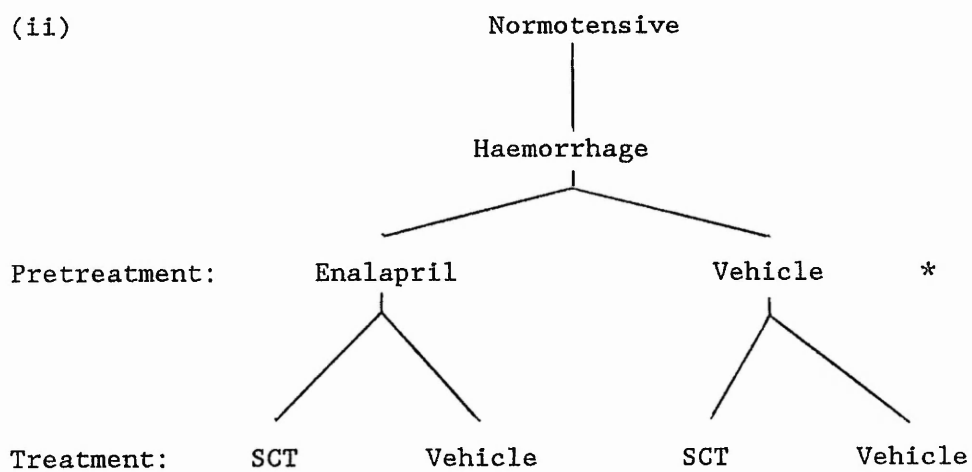 (ii) Normotensive
Haemorrhage
Pretreatment: Enalapril Vehicle *
Treatment: SCT Vehicle SCT Vehicle